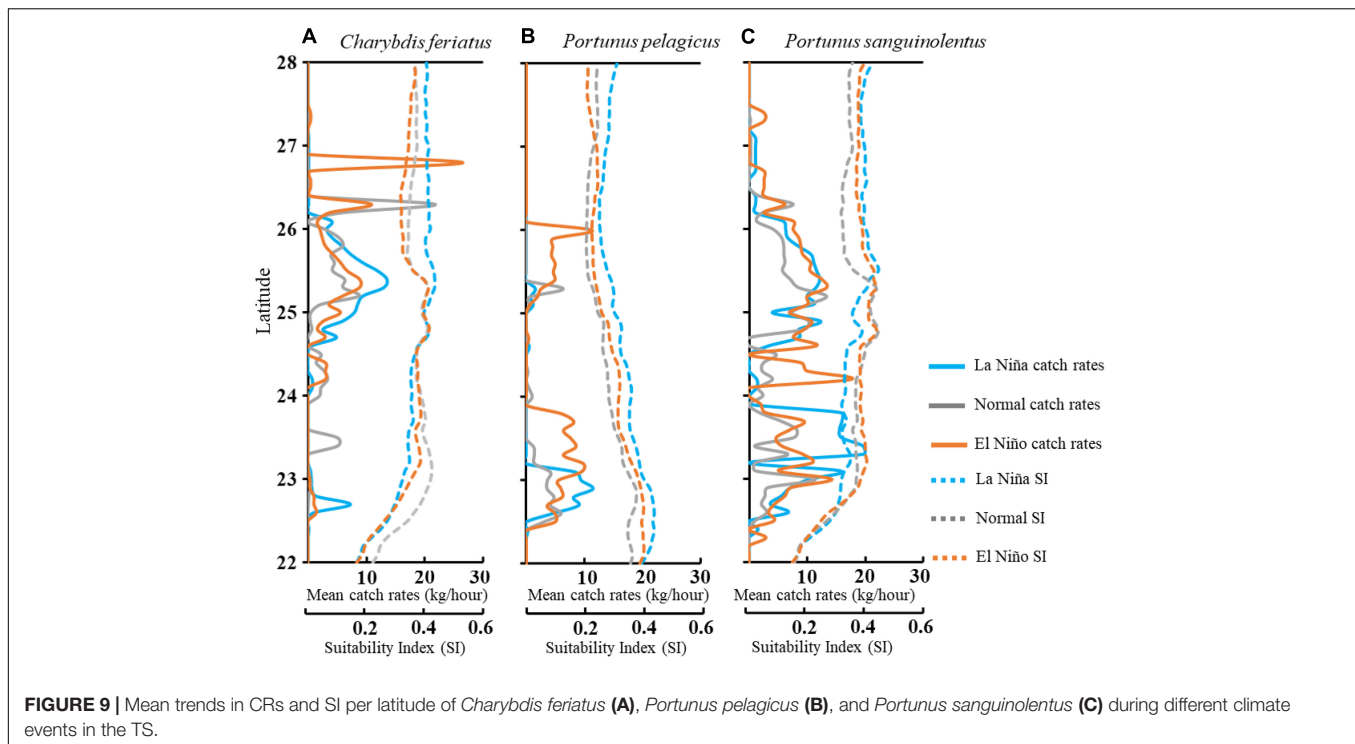 A Charybdis feriatus B Portunus pelagicus C Portunus sanguinolentus
28
27
26
25
24
23
22
Latitude
10 20 30 10 20 30 10 20 30
Mean catch rates (kg/hour) Mean catch rates (kg/hour) Mean catch rates (kg/hour)
0.2 0.4 0.6 0.2 0.4 0.6 0.2 0.4 0.6
Suitability Index (SI) Suitability Index (SI) Suitability Index (SI)
La Niña catch rates
Normal catch rates
El Niño catch rates
La Niña SI
Normal SI
El Niño SI
FIGURE 9 | Mean trends in CRs and SI per latitude of Charybdis feriatus (A), Portunus pelagicus (B), and Portunus sanguinolentus (C) during different climate
events in the TS.